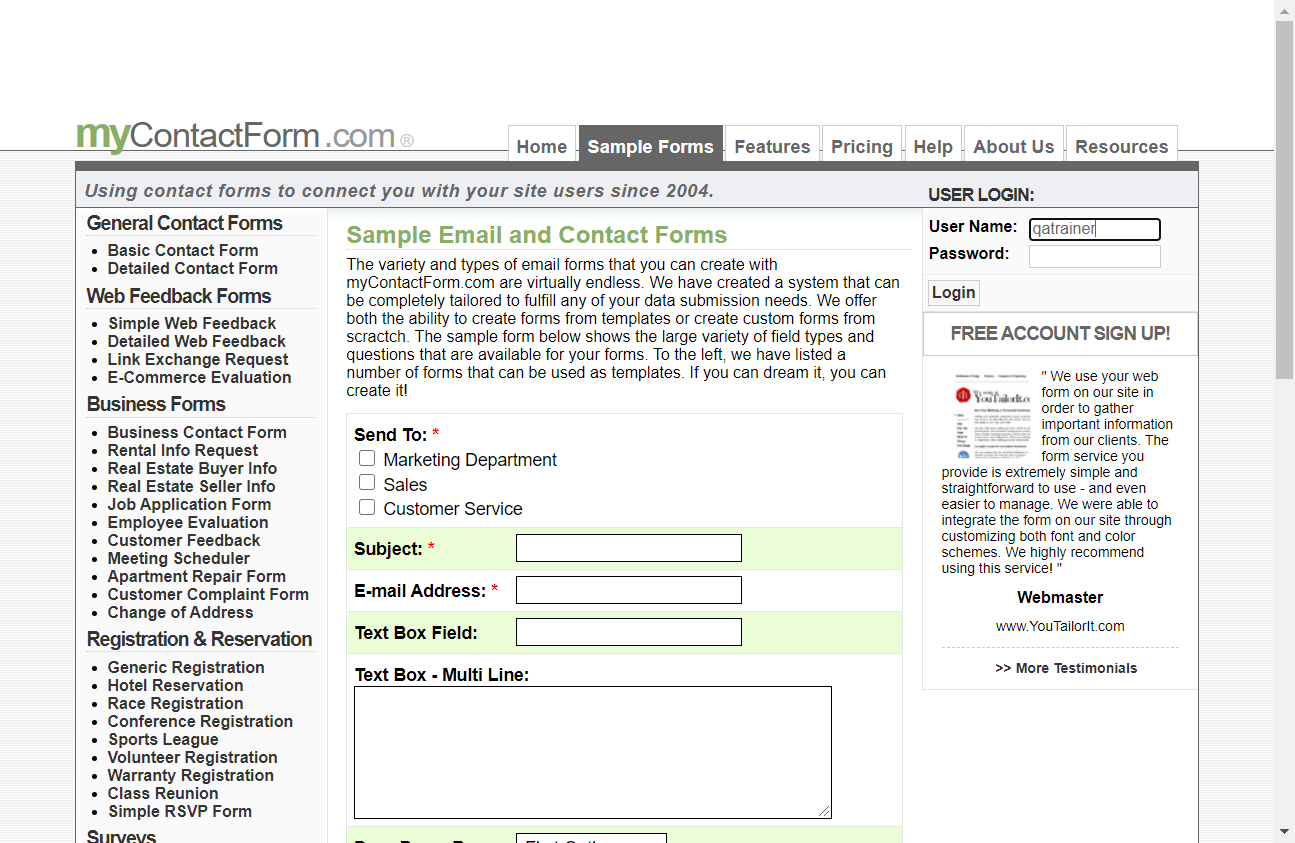 myContactForm.com ®
Home
Sample Forms
Features
Pricing
Help
About Us
Resources
Using contact forms to connect you with your site users since 2004.
USER LOGIN:
General Contact Forms
Basic Contact Form
Detailed Contact Form
Web Feedback Forms
Simple Web Feedback
Detailed Web Feedback
Link Exchange Request
E-Commerce Evaluation
Business Forms
Business Contact Form
Rental Info Request
Real Estate Buyer Info
Real Estate Seller Info
Job Application Form
Employee Evaluation
Customer Feedback
Meeting Scheduler
Apartment Repair Form
Customer Complaint Form
Change of Address
Registration & Reservation
Generic Registration
Hotel Reservation
Race Registration
Conference Registration
Sports League
Volunteer Registration
Warranty Registration
Class Reunion
Simple RSVP Form
Surveys
Sample Email and Contact Forms
The variety and types of email forms that you can create with
myContactForm.com are virtually endless. We have created a system that can
be completely tailored to fulfill any of your data submission needs. We offer
both the ability to create forms from templates or create custom forms from
scractch. The sample form below shows the large variety of field types and
questions that are available for your forms. To the left, we have listed a
number of forms that can be used as templates. If you can dream it, you can
create it!
Send To: *
Marketing Department
Sales
Customer Service
Subject: *
E-mail Address: *
Text Box Field:
Text Box - Multi Line:
User Name: qatrainer
Password:
Login
FREE ACCOUNT SIGN UP!
YouTailorIt.co
" We use your web
form on our site in
order to gather
important information
from our clients. The
form service you
provide is extremely simple and
straightforward to use - and even
easier to manage. We were able to
integrate the form on our site through
customizing both font and color
schemes. We highly recommend
using this service! "
Webmaster
www.YouTailorIt.com
>> More Testimonials